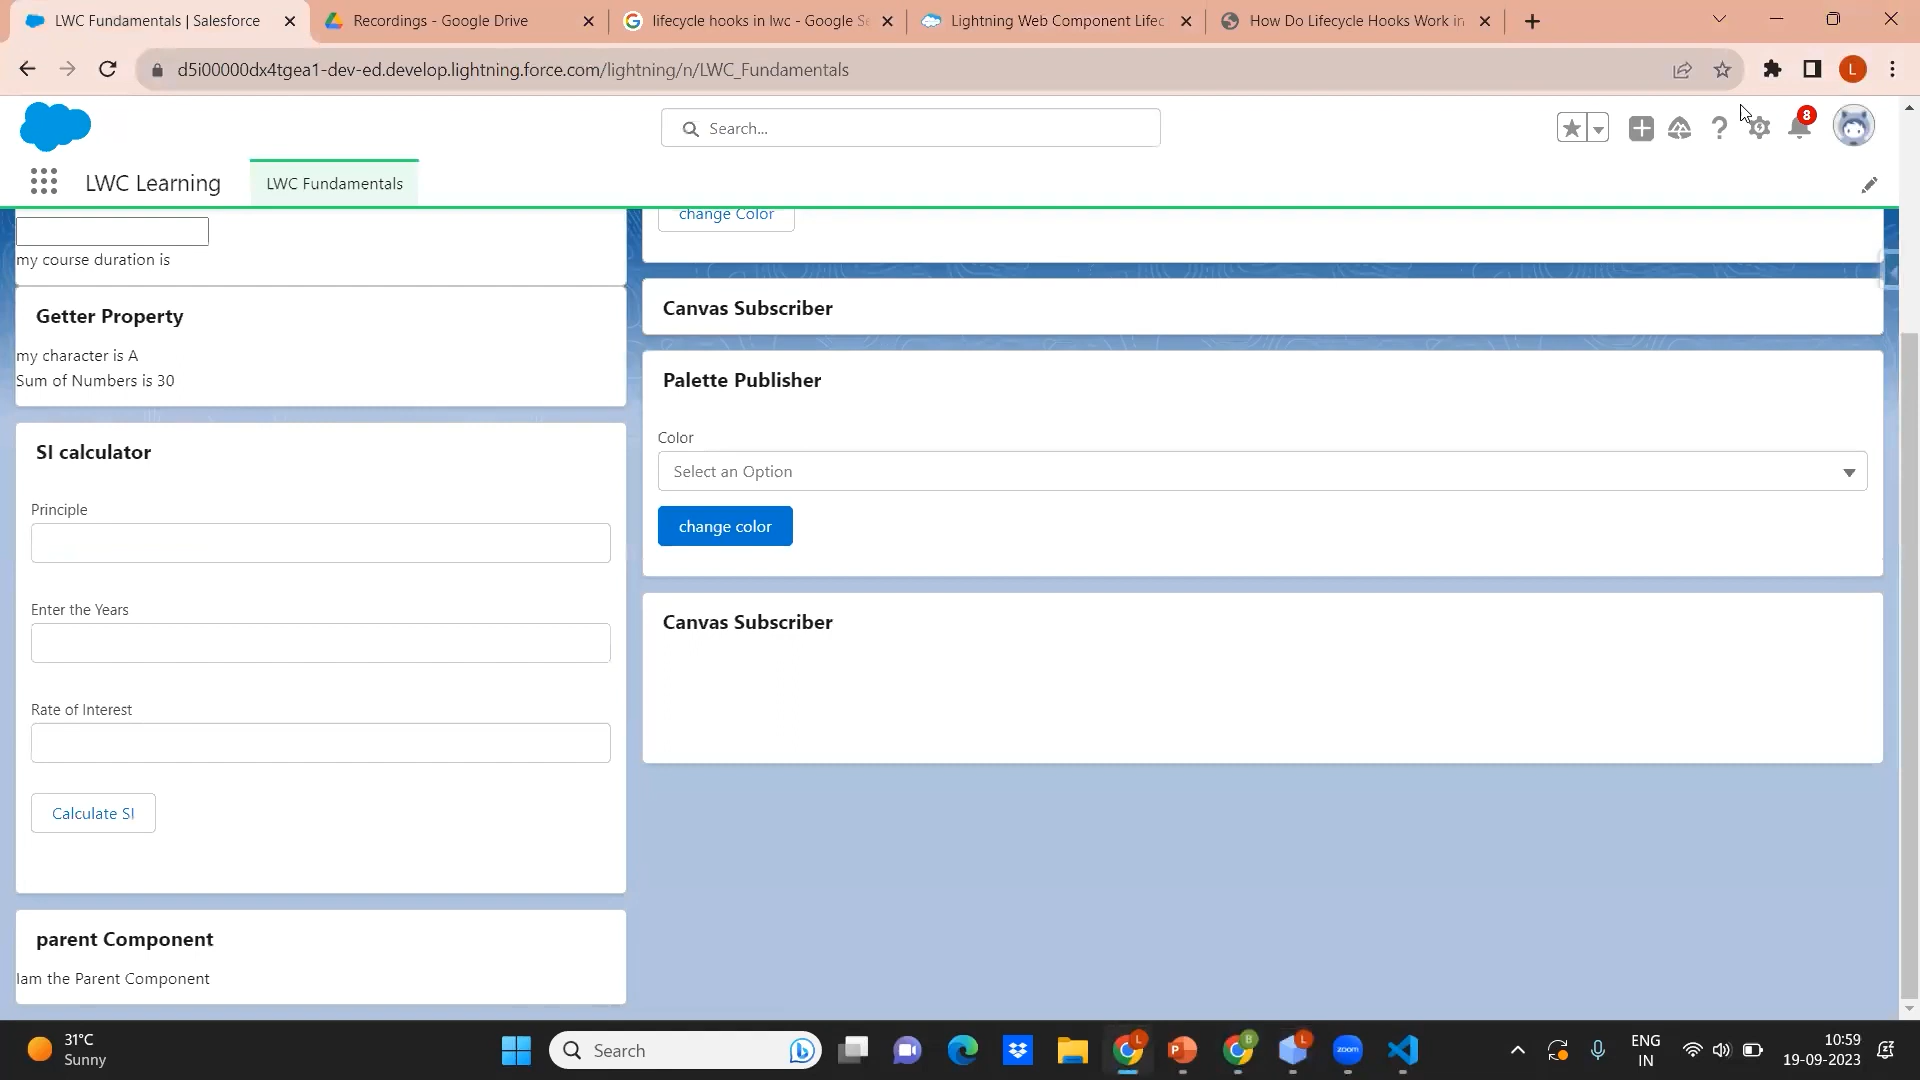 LWC Fundamentals | Salesforce
Recordings - Google Drive
lifecycle hooks in lwc - Google Se
Lightning Web Component Lifec
How Do Lifecycle Hooks Work in
d5i00000dx4tgea1-dev-ed.develop.lightning.force.com/lightning/n/LWC_Fundamentals
L
Search...
8
LWC Learning
LWC Fundamentals
my course duration is
Getter Property
my character is A
Sum of Numbers is 30
SI calculator
Principle
Enter the Years
Rate of Interest
Calculate SI
parent Component
Iam the Parent Component
change Color
Canvas Subscriber
Palette Publisher
Color
Select an Option
change color
Canvas Subscriber
31°C
Sunny
Search
L
P
B
L
zoom
ENG
IN
10:59
19-09-2023